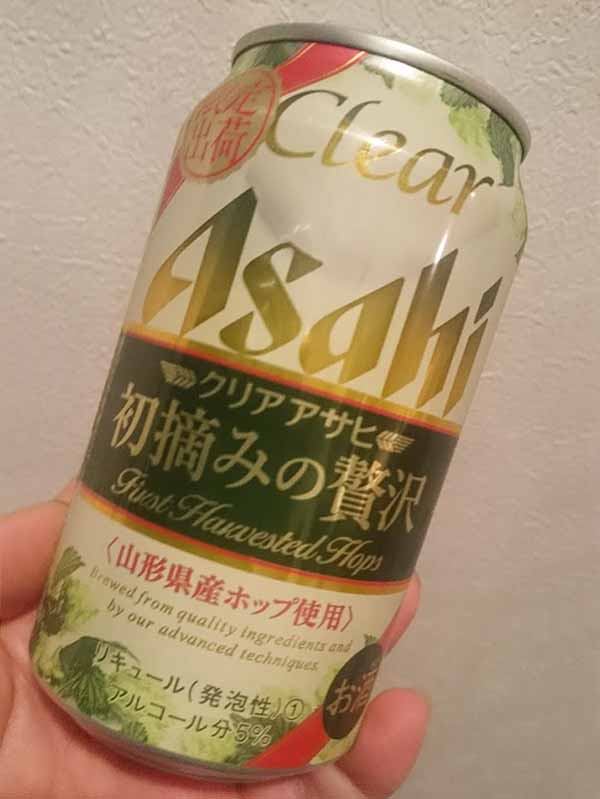 出荷
Clear
Asahi
クリアアサヒ
初摘みの贅沢
First Harvested Hops
〈山形県産ホップ使用〉
Brewed from quality ingredients and
by our advanced techniques.
リキュール(発泡性)①
アルコール分5%
お酒